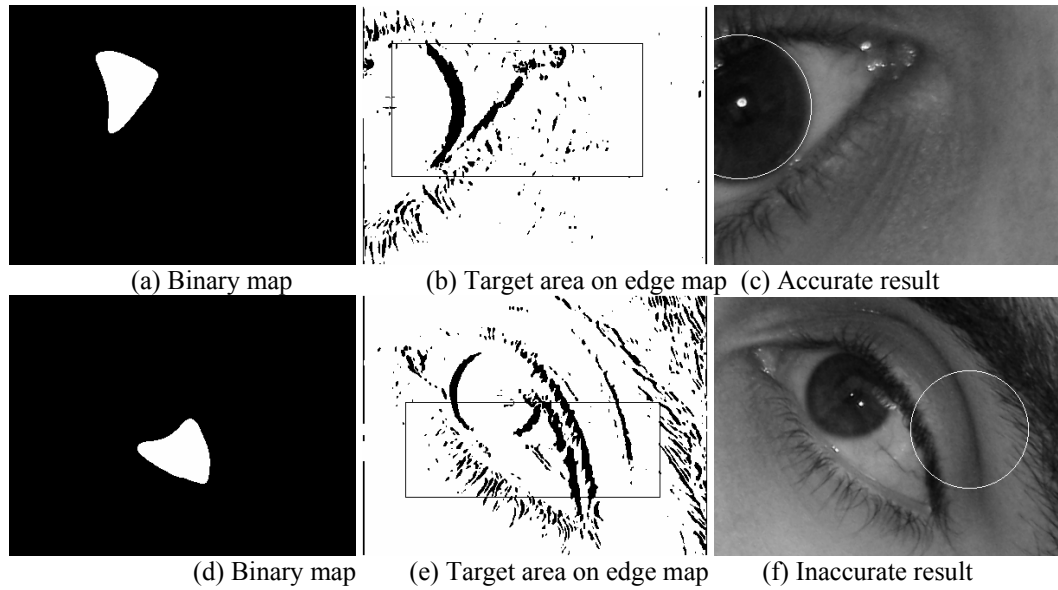 (a) Binary map (b) Target area on edge map (c) Accurate result
(d) Binary map (e) Target area on edge map (f) Inaccurate result